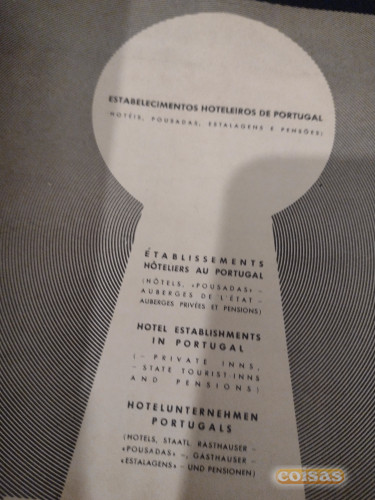 ESTABELECIMENTOS HOTELEIROS DE PORTUGAL
(HOTÉIS, POUSADAS, ESTALAGENS E PENSÕES)
ÉTABLISSEMENTS
HÔTELIERS AU PORTUGAL
(HÔTELS, «POUSADAS» –
AUBERGES DE L'ÉTAT –
AUBERGES PRIVÉES ET PENSIONS)
HOTEL ESTABLISHMENTS
IN PORTUGAL
(– PRIVATE INNS,
– STATE TOURIST INNS
AND PENSIONS)
HOTELUNTERNEHMEN
PORTUGALS
(HOTELS, STAATL. RASTHAUSER –
«POUSADAS» –, GASTHAUSER –
«ESTALAGENS» – UND PENSIONEN)
coisas